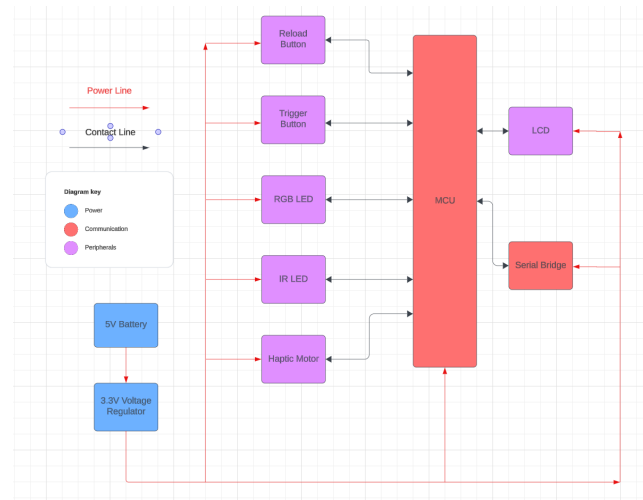 Reload
Button
Power Line
Contact Line
Trigger
Button
LCD
Diagram key
Power
Communication
Peripherals
RGB LED
MCU
IR LED
Serial Bridge
5V Battery
Haptic Motor
3.3V Voltage
Regulator